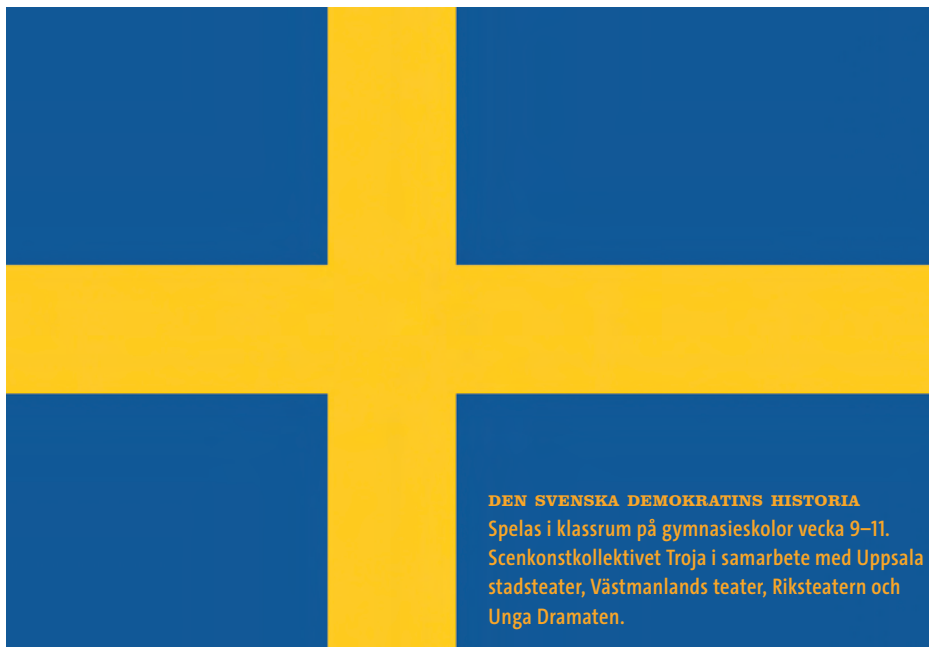 DEN SVENSKA DEMOKRATINS HISTORIA
Spelas i klassrum på gymnasieskolor vecka 9–11.
Scenkonstkollektivet Troja i samarbete med Uppsala
stadsteater, Västmanlands teater, Riksteatern och
Unga Dramaten.